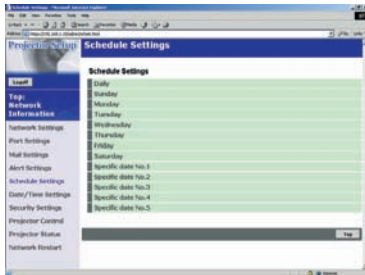 Projector Setup
Schedule Settings
Logoff
Top:
Network
Information
Network Settings
Port Settings
Mail Settings
Alert Settings
Schedule Settings
Date/Time Settings
Security Settings
Projector Control
Projector Status
Network Restart
Schedule Settings
Daily
Sunday
Monday
Tuesday
Wednesday
Thursday
Friday
Saturday
Specific date No.1
Specific date No.2
Specific date No.3
Specific date No.4
Specific date No.5
Top